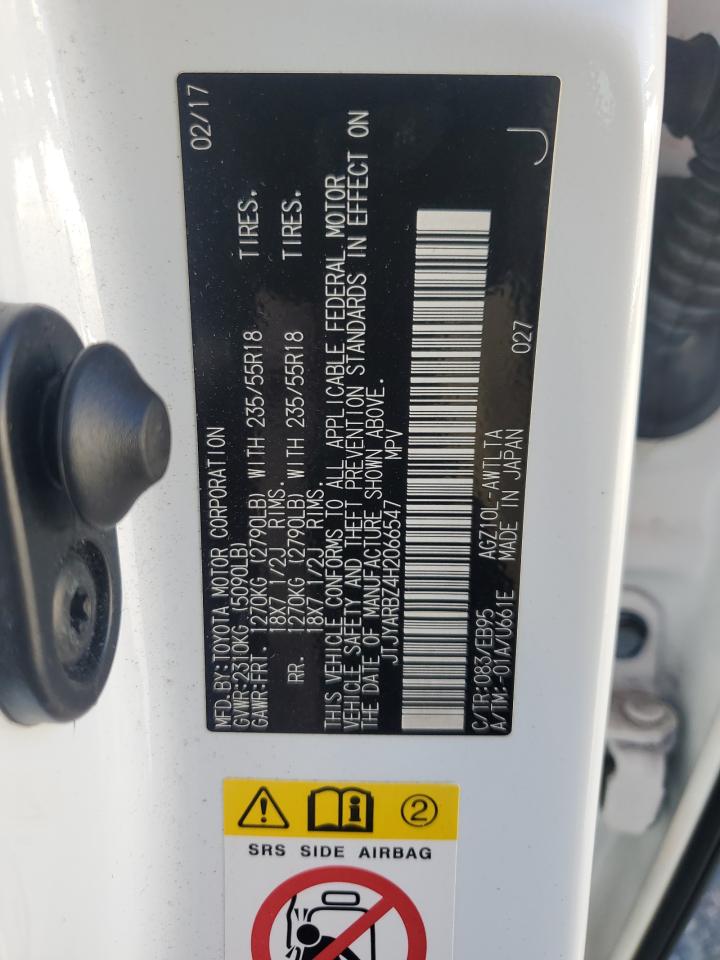 MFD.BY:TOYOTA MOTOR CORPORATION 02/17
GVWR:2310KG (5090LB)
GAWR:FRT. 1270KG (2790LB) WITH 235/55R18 TIRES.
18X7 1/2J RIMS.
RR. 1270KG (2790LB) WITH 235/55R18 TIRES.
18X7 1/2J RIMS.
THIS VEHICLE CONFORMS TO ALL APPLICABLE FEDERAL MOTOR
VEHICLE SAFETY AND THEFT PREVENTION STANDARDS IN EFFECT ON
THE DATE OF MANUFACTURE SHOWN ABOVE.
JTJYARBZ4H2066547 MPV
C/TR:083/EB95 AGZ10L-AWTLTA 027
A/TM:-01A/U661E MADE IN JAPAN
J
2
SRS SIDE AIRBAG